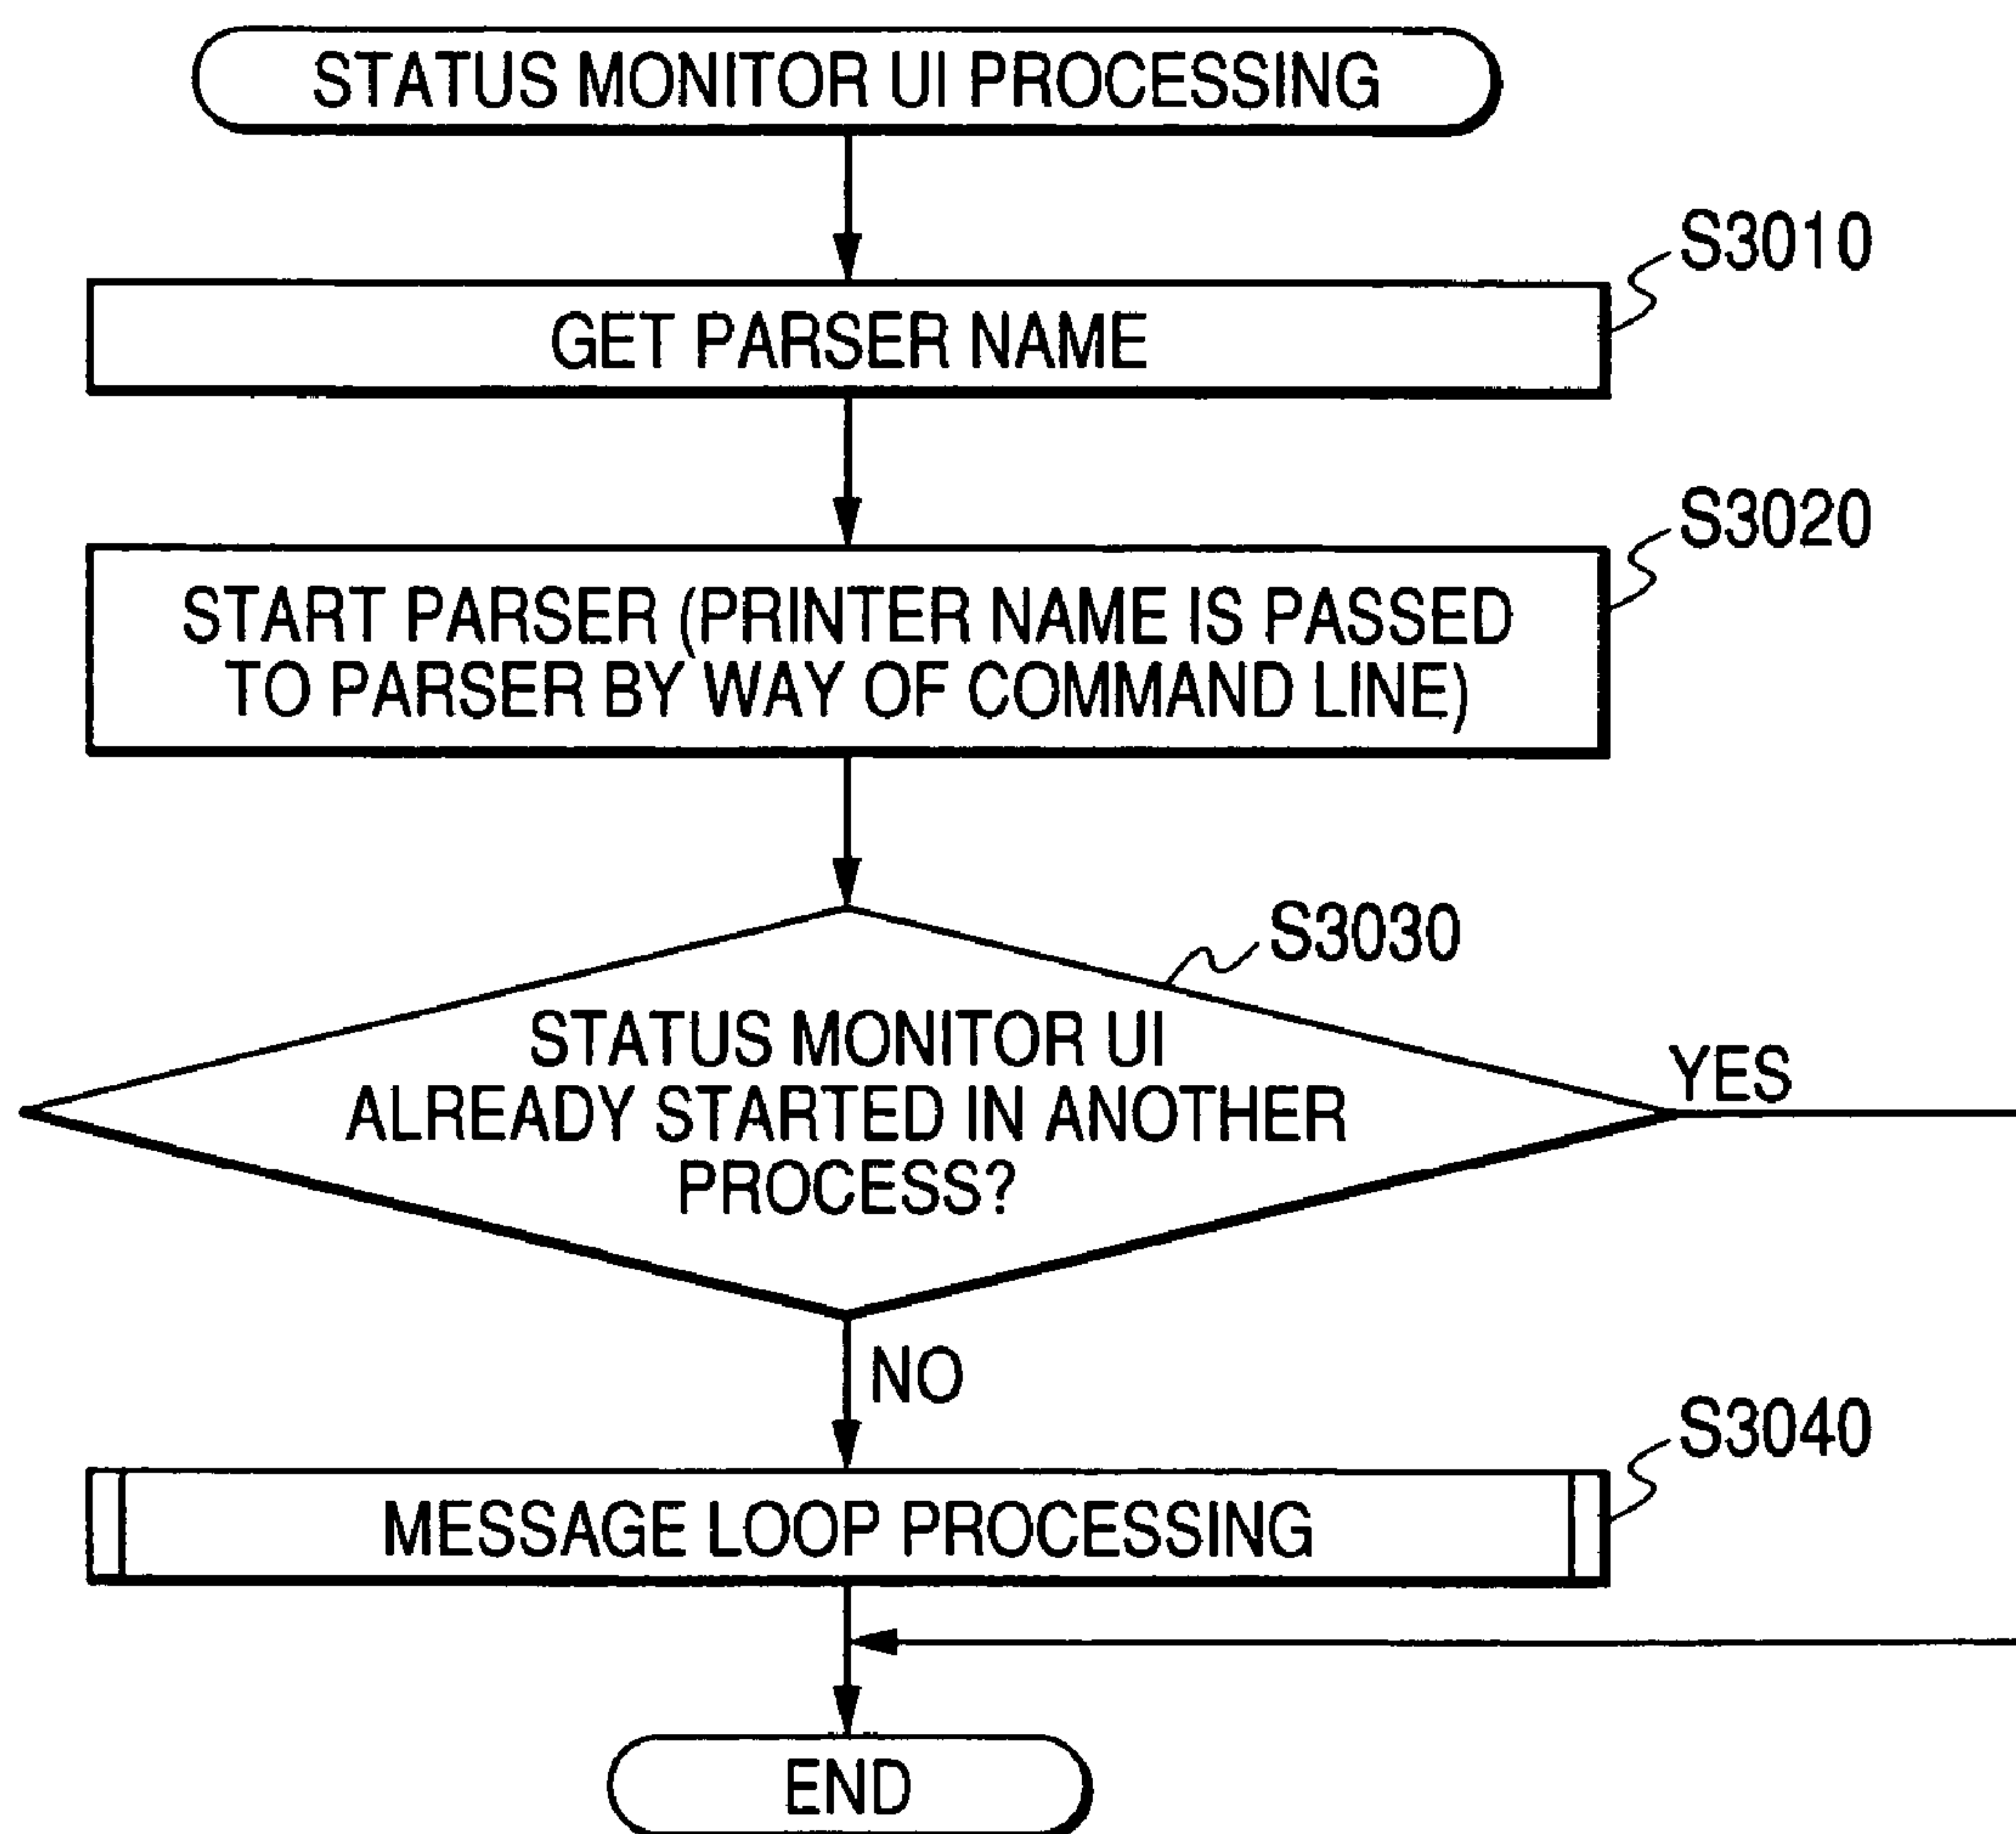 STATUS MONITOR UI PROCESSING
S3010
GET PARSER NAME
S3020
START PARSER (PRINTER NAME IS PASSED
TO PARSER BY WAY OF COMMAND LINE)
S3030
STATUS MONITOR UI
ALREADY STARTED IN ANOTHER
PROCESS?
YES
NO
S3040
MESSAGE LOOP PROCESSING
END